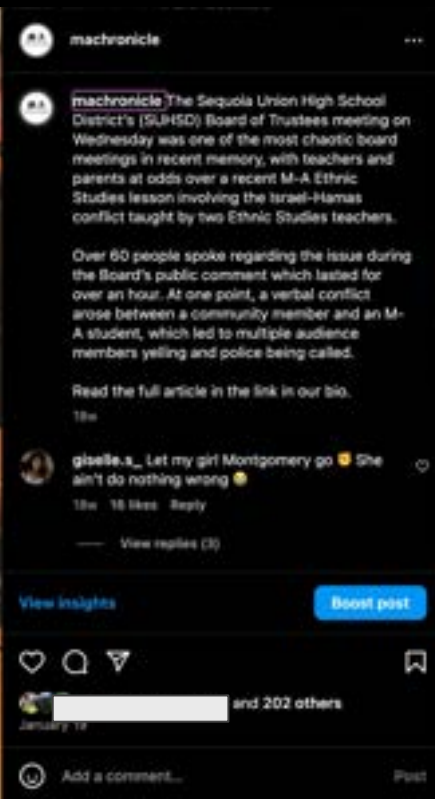 machronicle
machronicle The Sequoia Union High School
District's (SUHSD) Board of Trustees meeting on
Wednesday was one of the most chaotic board
meetings in recent memory, with teachers and
parents at odds over a recent M-A Ethnic
Studies lesson involving the Israel-Hamas
conflict taught by two Ethnic Studies teachers.
Over 60 people spoke regarding the issue during
the Board's public comment which lasted for
over an hour. At one point, a verbal conflict
arose between a community member and an M-
A student, which led to multiple audience
members yelling and police being called.
Read the full article in the link in our bio.
giselle.s_ Let my girl Montgomery go ✊ She
ain't do nothing wrong 😭
16 likes Reply
View replies (3)
View insights
Boost post
and 202 others
January 19
Add a comment...
Post